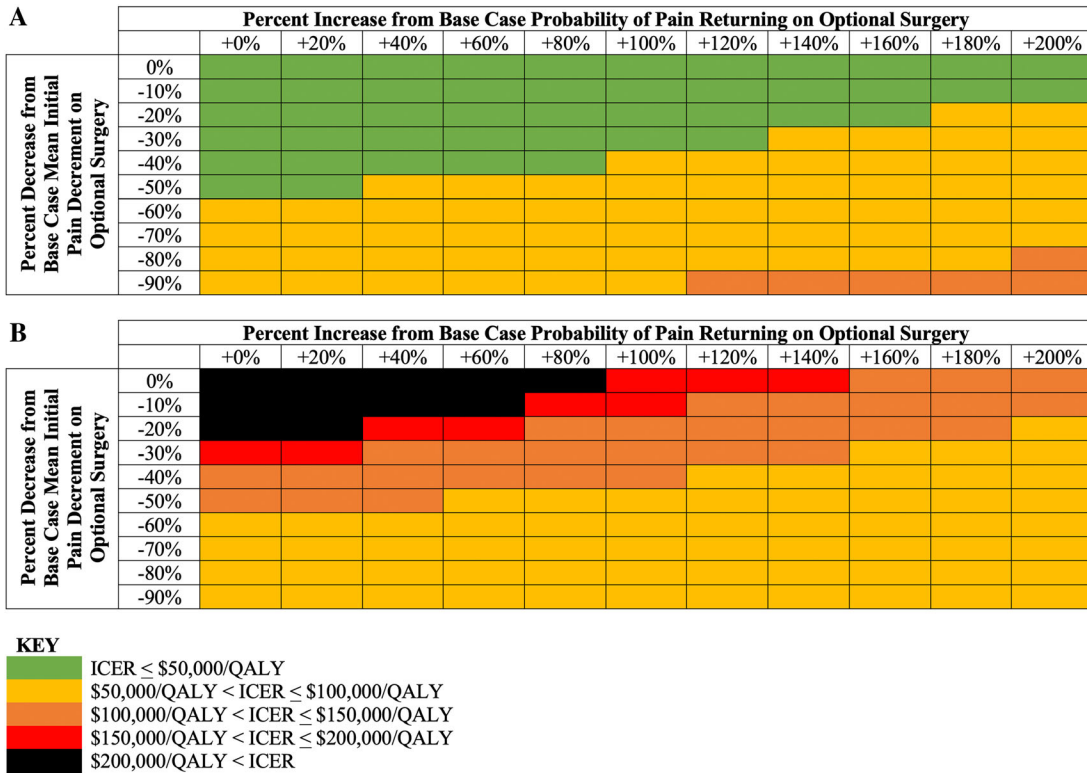 A
Percent Increase from Base Case Probability of Pain Returning on Optional Surgery
+0% +20% +40% +60% +80% +100% +120% +140% +160% +180% +200%
Percent Decrease from
Base Case Mean Initial
Pain Decrement on
Optional Surgery
0%
-10%
-20%
-30%
-40%
-50%
-60%
-70%
-80%
-90%
B
Percent Increase from Base Case Probability of Pain Returning on Optional Surgery
+0% +20% +40% +60% +80% +100% +120% +140% +160% +180% +200%
Percent Decrease from
Base Case Mean Initial
Pain Decrement on
Optional Surgery
0%
-10%
-20%
-30%
-40%
-50%
-60%
-70%
-80%
-90%
KEY
ICER ≤ $50,000/QALY
$50,000/QALY < ICER ≤ $100,000/QALY
$100,000/QALY < ICER ≤ $150,000/QALY
$150,000/QALY < ICER ≤ $200,000/QALY
$200,000/QALY < ICER